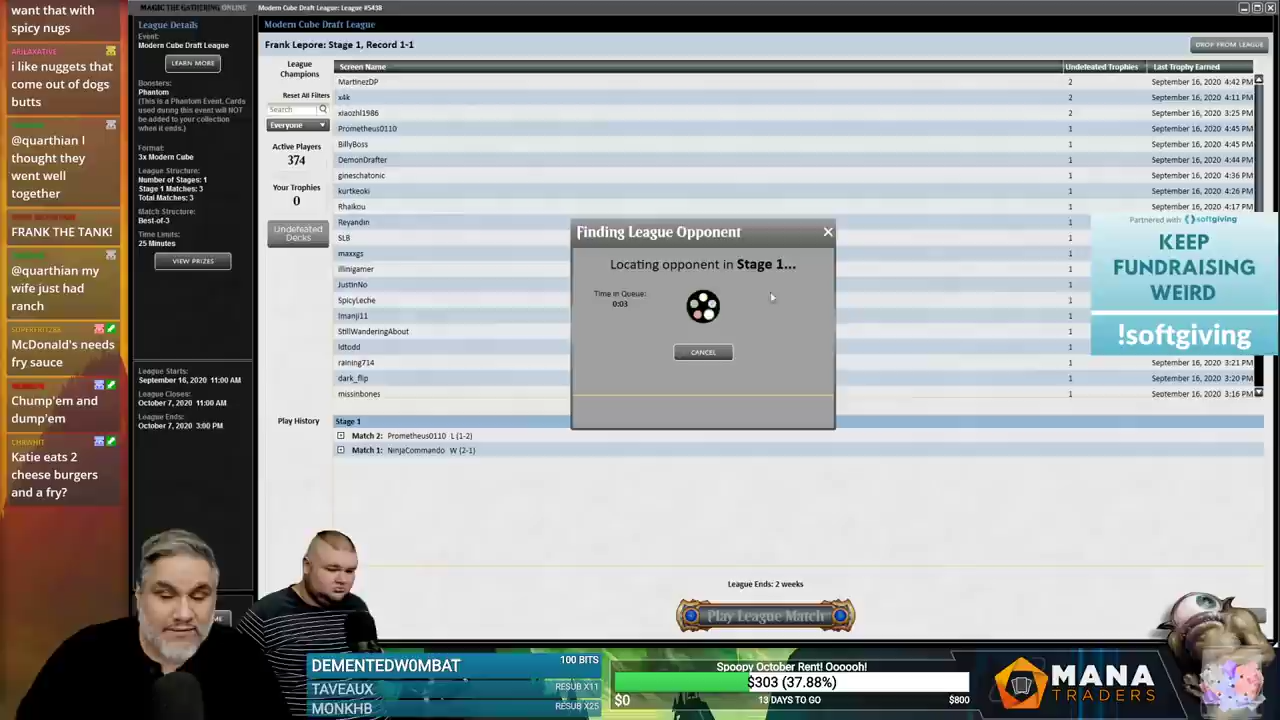 want that with
spicy nugs
ARJLAXATIVE
i like nuggets that
come out of dogs
butts
@quarthian I
thought they
went well
together
FRANK THE TANK!
@quarthian my
wife just had
ranch
SUPERFRITZ88
McDonald's needs
fry sauce
Chump'em and
dump'em
CHAWHIT
Katie eats 2
cheese burgers
and a fry?
MAGIC THE GATHERING ONLINE
Modern Cube Draft League: League #5438
League Details
Event:
Modern Cube Draft League
LEARN MORE
Boosters:
Phantom
(This is a Phantom Event. Cards
used during this event will NOT
be added to your collection
when it ends.)
Format:
3x Modern Cube
League Structure:
Number of Stages: 1
Stage 1 Matches: 3
Total Matches: 3
Match Structure:
Best-of-3
Time Limits:
25 Minutes
VIEW PRIZES
League Starts:
September 16, 2020 11:00 AM
League Closes:
October 7, 2020 11:00 AM
League Ends:
October 7, 2020 3:00 PM
Modern Cube Draft League
Frank Lepore: Stage 1, Record 1-1
DROP FROM LEAGUE
League
Champions
Reset All Filters
Search
Everyone
Active Players
374
Your Trophies
0
Undefeated
Decks
Screen Name Undefeated Trophies Last Trophy Earned
MartinezDP 2 September 16, 2020 4:42 PM
x4k 2 September 16, 2020 4:11 PM
xiaozhl1986 2 September 16, 2020 3:25 PM
Prometheus0110 1 September 16, 2020 4:45 PM
BillyBoss 1 September 16, 2020 4:45 PM
DemonDrafter 1 September 16, 2020 4:44 PM
gineschatonic 1 September 16, 2020 4:36 PM
kurtkeoki 1 September 16, 2020 4:26 PM
Rhaikou 1 September 16, 2020 4:17 PM
Reyandin 1
SLB 1
maxxgs 1
illinigamer 1
JustinNo 1
SpicyLeche 1
Imanji11 1
StillWanderingAbout 1
ldtodd 1
raining714 1 September 16, 2020 3:21 PM
dark_flip 1 September 16, 2020 3:20 PM
missinbones 1 September 16, 2020 3:16 PM
Finding League Opponent
Locating opponent in Stage 1...
Time in Queue:
0:03
CANCEL
Partnered with: softgiving
KEEP
FUNDRAISING
WEIRD
!softgiving
Play History
Stage 1
Match 2: Prometheus0110 L (1-2)
Match 1: NinjaCommando W (2-1)
League Ends: 2 weeks
Play League Match
DEMENTEDW0MBAT 100 BITS
TAVEAUX RESUB X11
MONKHB RESUB X25
Spoopy October Rent! Oooooh!
$303 (37.88%)
$0 13 DAYS TO GO $800
MANA
TRADERS